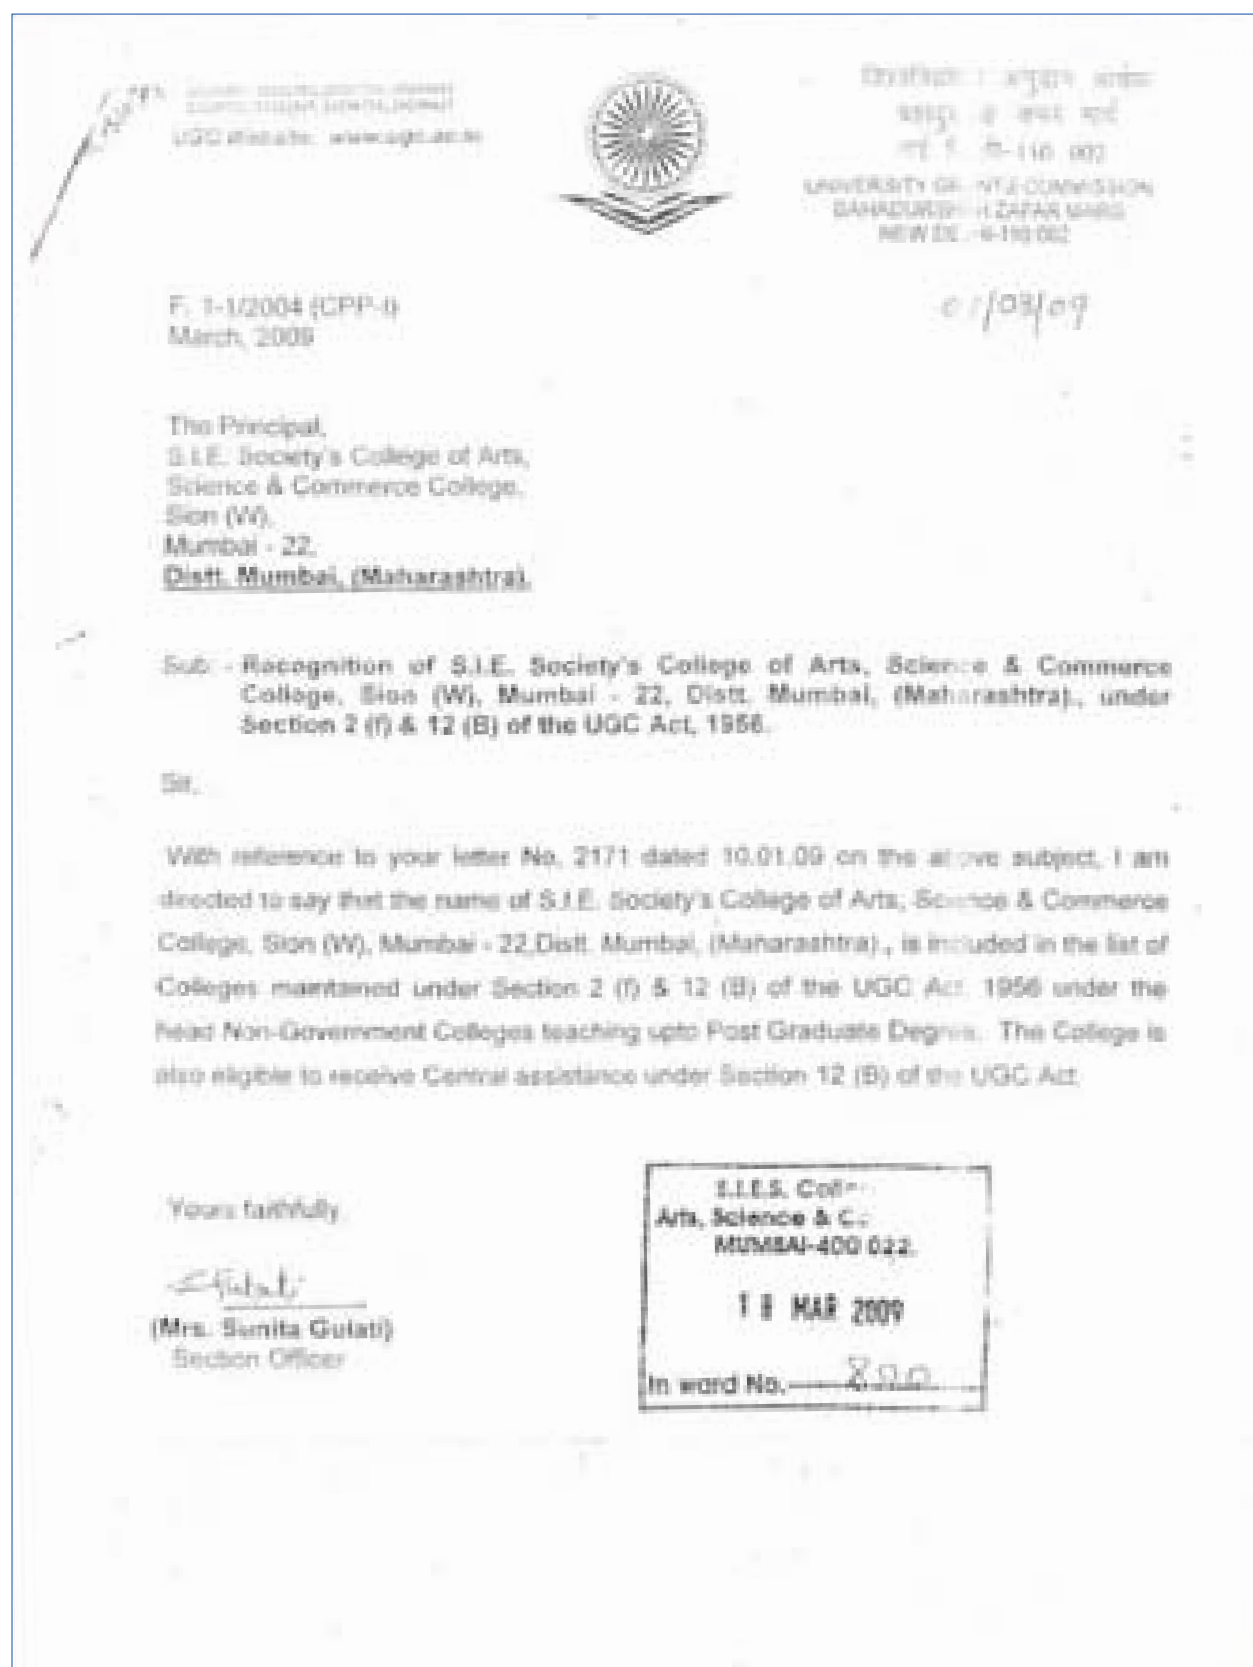 UGC Website: www.ugc.ac.in
अनुदान आयोग
110 002
UNIVERSITY GRANTS COMMISSION
BAHADURSHAH ZAFAR MARG
NEW DELHI-110 002
F. 1-1/2004 (CPP-I)
March, 2009
/03/09
The Principal,
S.I.E. Society's College of Arts,
Science & Commerce College,
Sion (W),
Mumbai - 22,
Distt. Mumbai, (Maharashtra).
Sub: - Recognition of S.I.E. Society's College of Arts, Science & Commerce
College, Sion (W), Mumbai - 22, Distt. Mumbai, (Maharashtra)., under
Section 2 (f) & 12 (B) of the UGC Act, 1956.
Sir,
With reference to your letter No. 2171 dated 10.01.09 on the above subject, I am
directed to say that the name of S.I.E. Society's College of Arts, Science & Commerce
College, Sion (W), Mumbai - 22,Distt. Mumbai, (Maharashtra)., is included in the list of
Colleges maintained under Section 2 (f) & 12 (B) of the UGC Act, 1956 under the
head Non-Government Colleges teaching upto Post Graduate Degree. The College is
also eligible to receive Central assistance under Section 12 (B) of the UGC Act.
Yours faithfully
(Mrs. Sunita Gulati)
Section Officer
S.I.E.S. Coll
Arts, Science & C
MUMBAI-400 022.
18 MAR 2009
In word No. 800